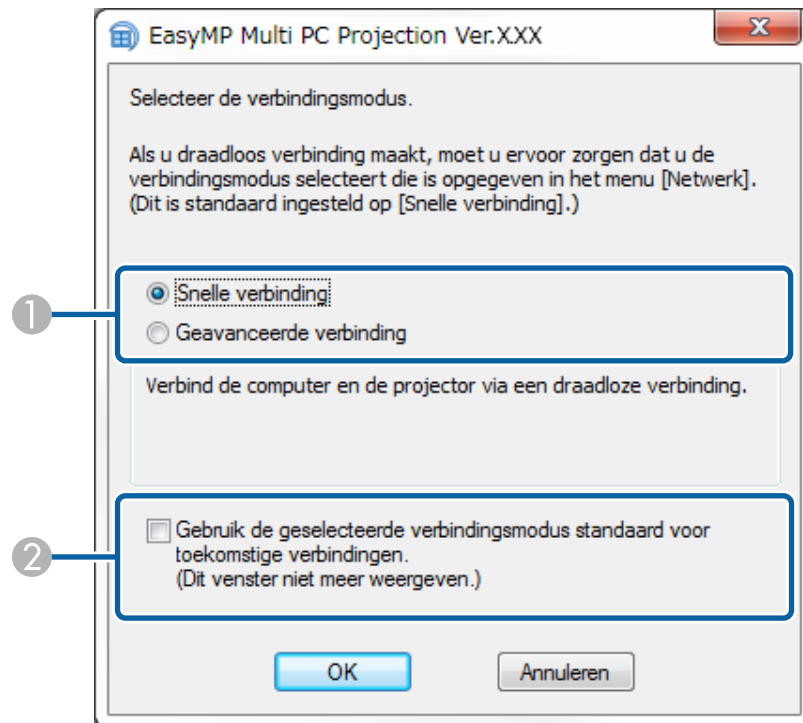 EasyMP Multi PC Projection Ver.X.XX
Selecteer de verbindingsmodus.
Als u draadloos verbinding maakt, moet u ervoor zorgen dat u de
verbindingsmodus selecteert die is opgegeven in het menu [Netwerk].
(Dit is standaard ingesteld op [Snelle verbinding].)
1
Snelle verbinding
Geavanceerde verbinding
Verbind de computer en de projector via een draadloze verbinding.
2
Gebruik de geselecteerde verbindingsmodus standaard voor
toekomstige verbindingen.
(Dit venster niet meer weergeven.)
OK
Annuleren